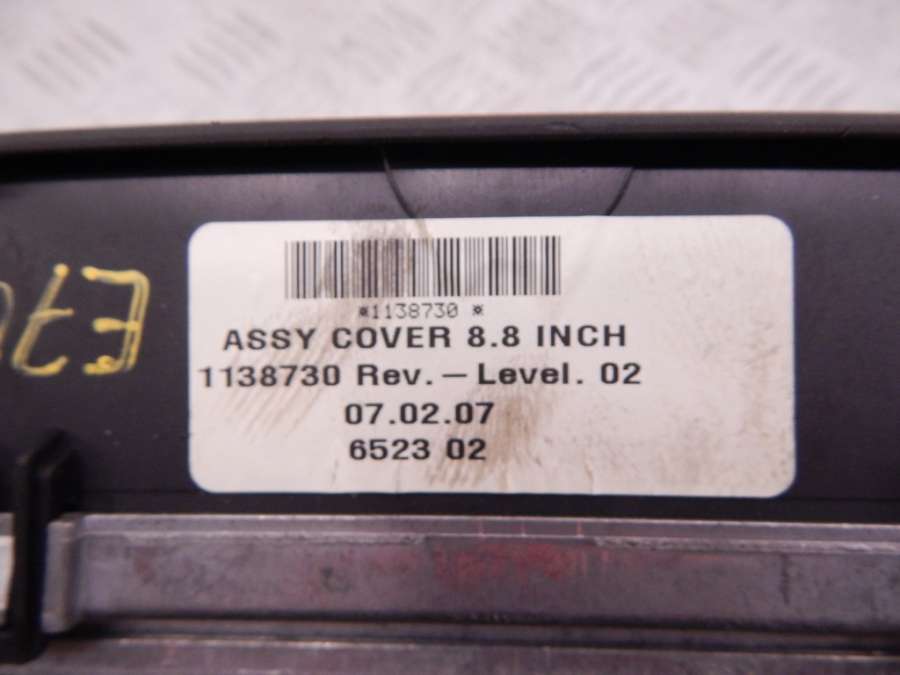 *1138730 *
ASSY COVER 8.8 INCH
1138730 Rev. – Level. 02
07.02.07
6523 02